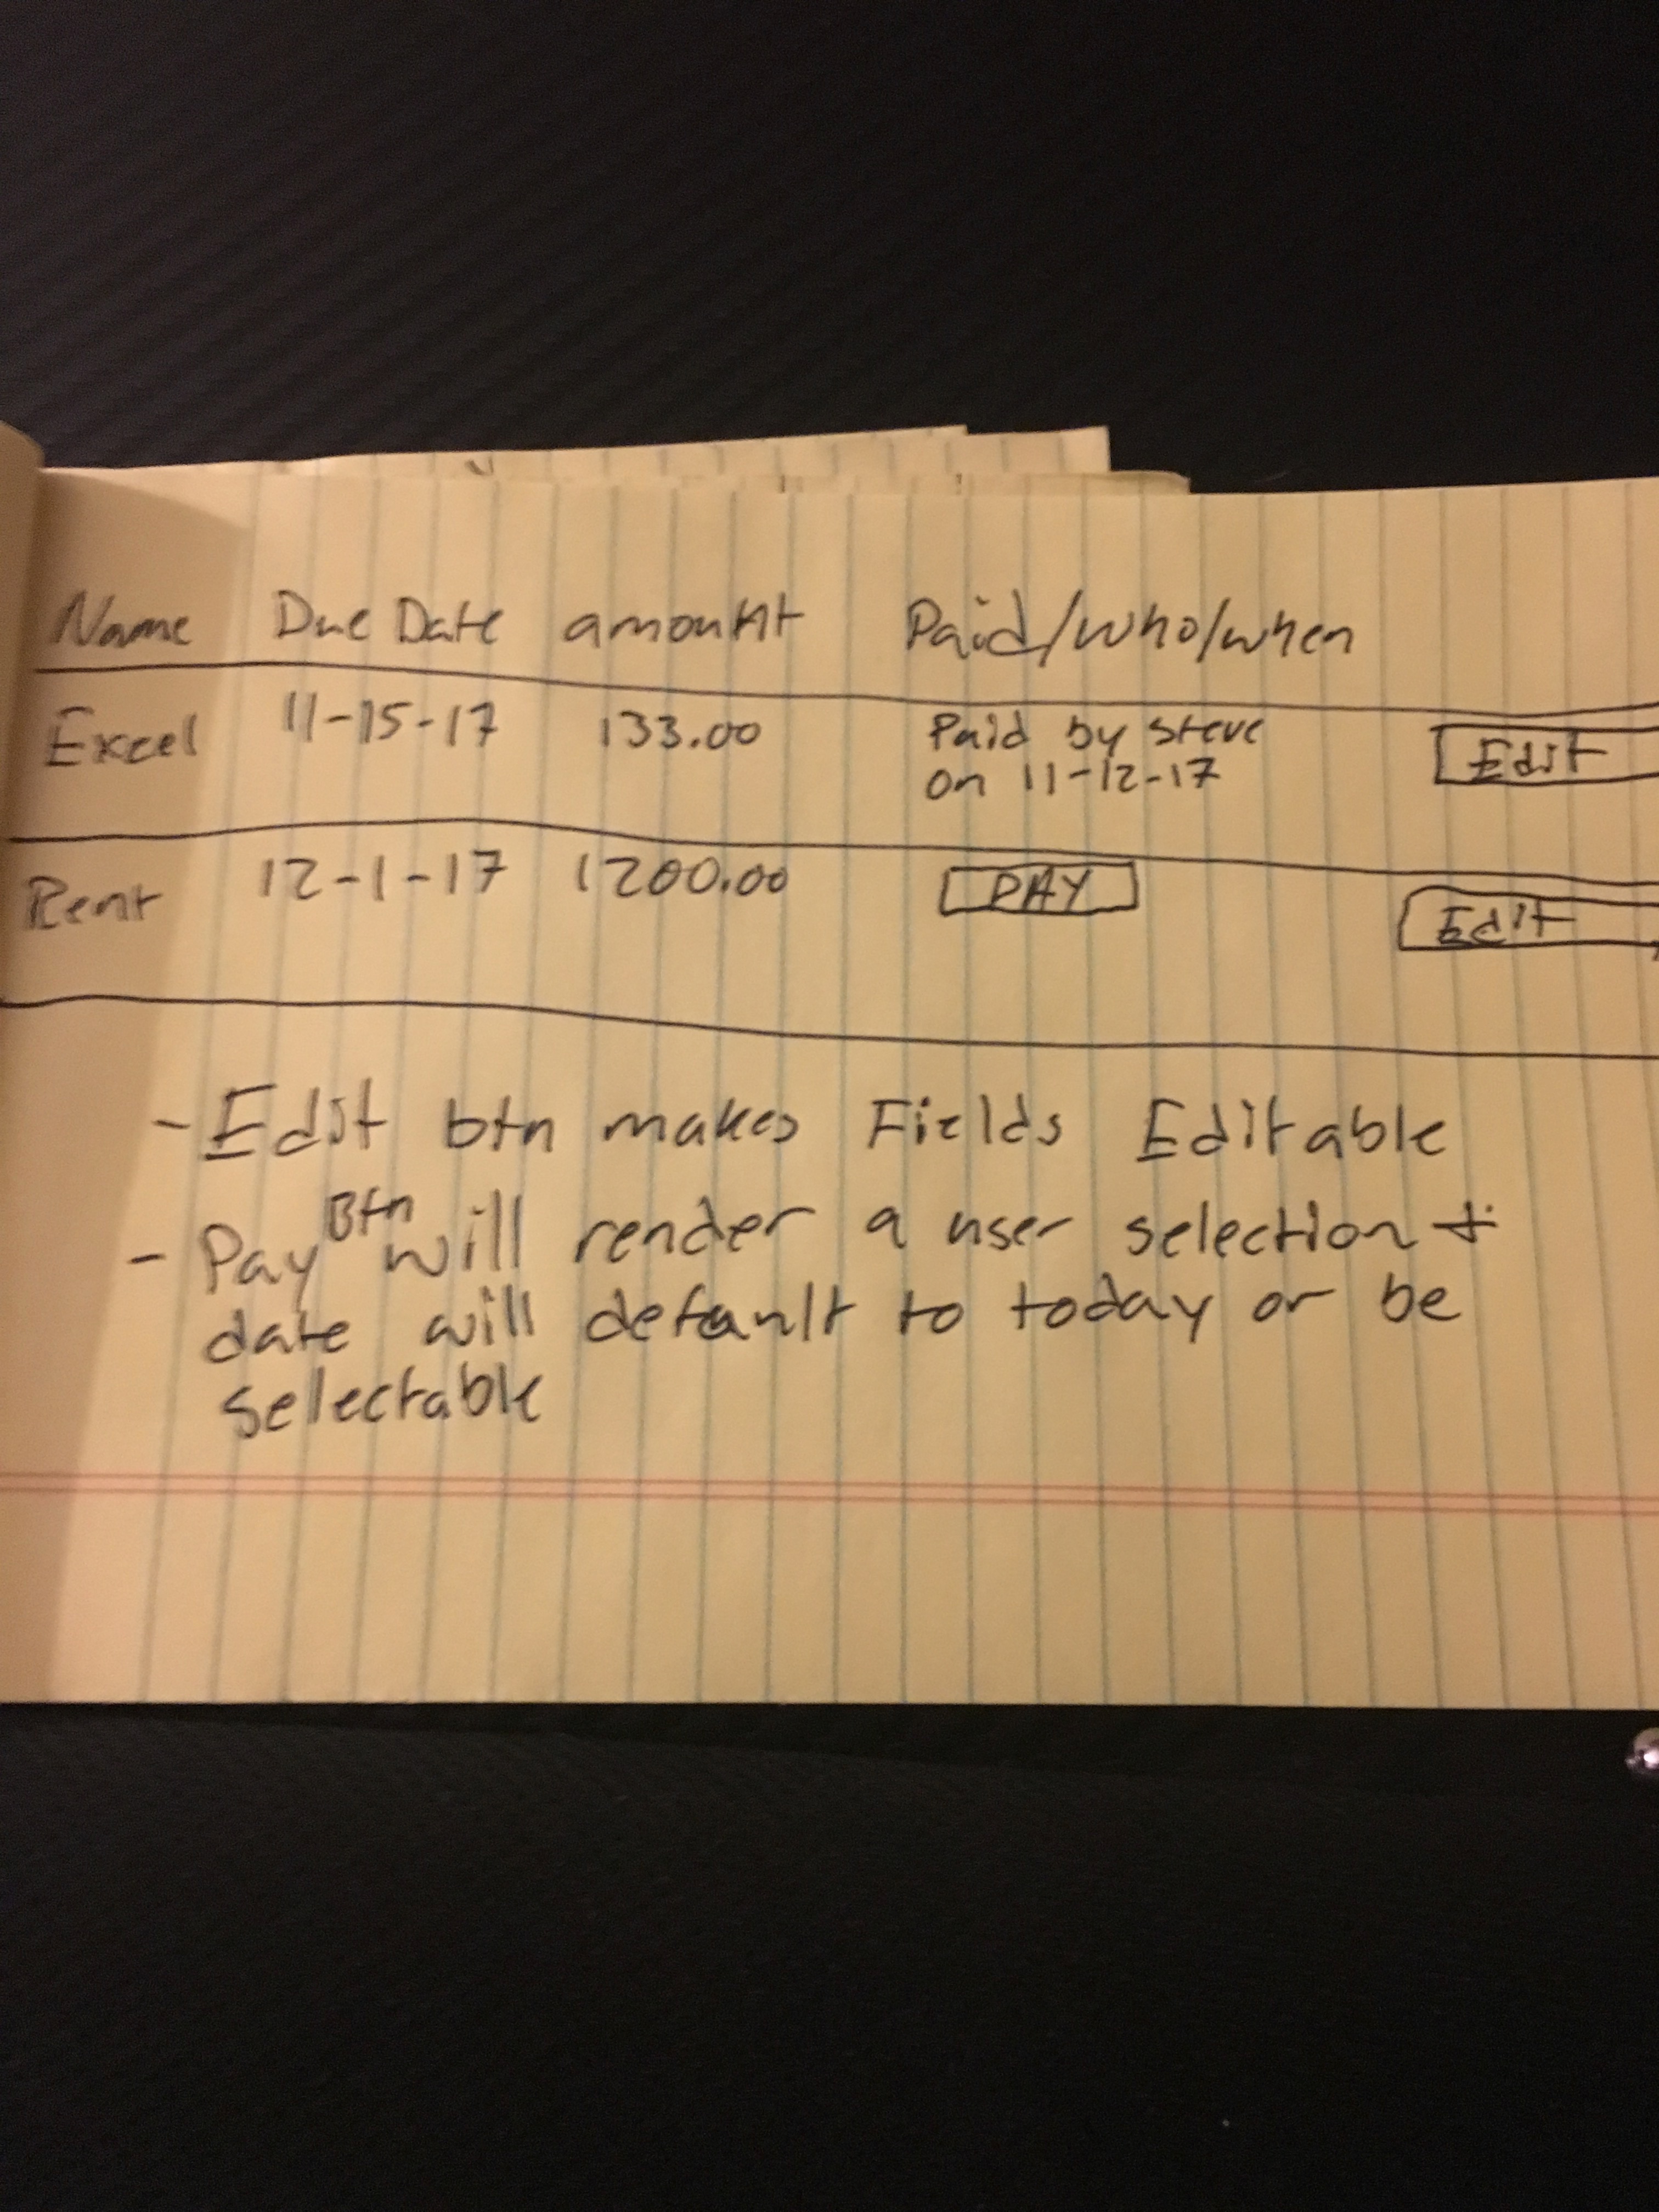 Name Due Date amount Paid/who/when
Excel 11-15-17 133.00 Paid by Steve
on 11-12-17 Edit
Rent 12-1-17 1200.00 PAY Edit
- Edit btn makes Fields Editable
- Pay Btn will render a user selection +
date will default to today or be
selectable